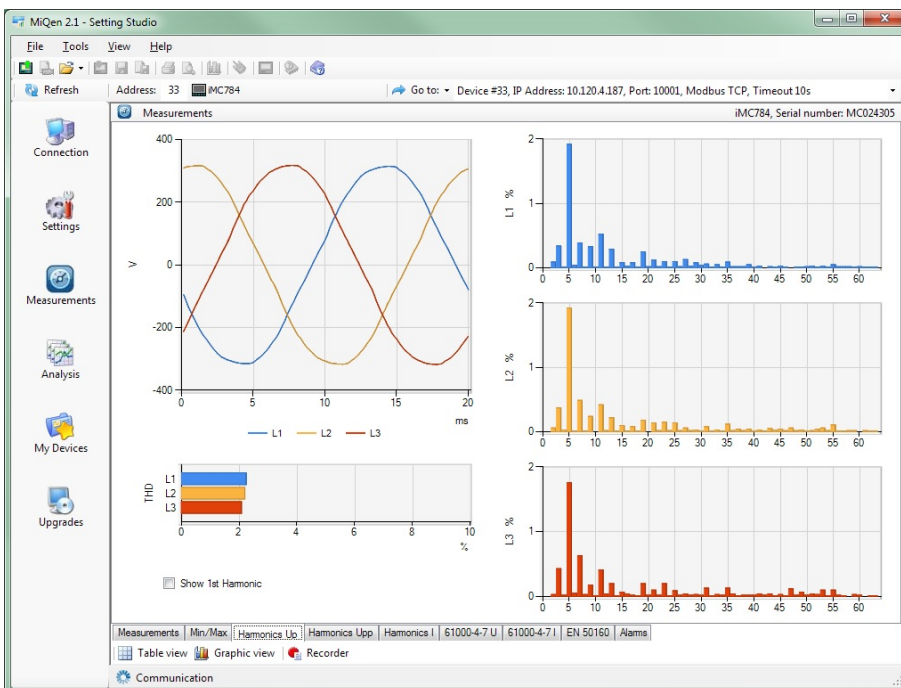 MiQen 2.1 - Setting Studio
File Tools View Help
Refresh Address: 33 iMC784 Go to: Device #33, IP Address: 10.120.4.187, Port: 10001, Modbus TCP, Timeout 10s
Measurements iMC784, Serial number: MC024305
Connection
Settings
Measurements
Analysis
My Devices
Upgrades
400
200
0
-200
-400
V
0 5 10 15 20
ms
L1 L2 L3
THD
L1
L2
L3
0 2 4 6 8 10
%
Show 1st Harmonic
2
1
0
L1 %
0 5 10 15 20 25 30 35 40 45 50 55 60
2
1
0
L2 %
0 5 10 15 20 25 30 35 40 45 50 55 60
2
1
0
L3 %
0 5 10 15 20 25 30 35 40 45 50 55 60
Measurements Min/Max Harmonics Up Harmonics Upp Harmonics I 61000-4-7 U 61000-4-7 I EN 50160 Alarms
Table view Graphic view Recorder
Communication